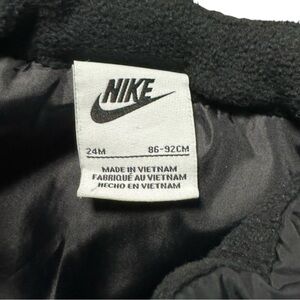 NIKE
24M 86-92CM
MADE IN VIETNAM
FABRIQUÉ AU VIETNAM
HECHO EN VIETNAM